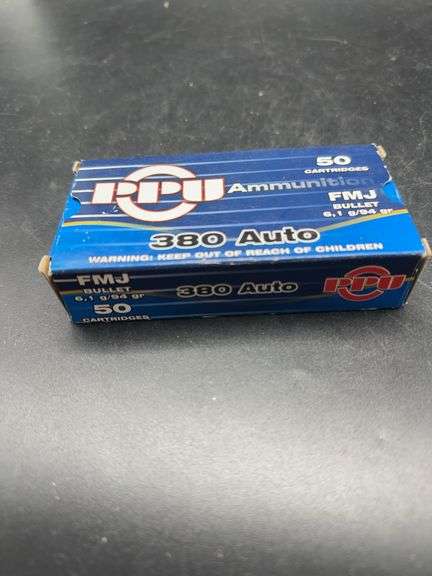 50
CARTRIDGES
PPU Ammunition
FMJ
BULLET
6,1 g/94 gr
380 Auto
WARNING: KEEP OUT OF REACH OF CHILDREN
FMJ
BULLET
6,1 g/94 gr
50
CARTRIDGES
380 Auto
PPU